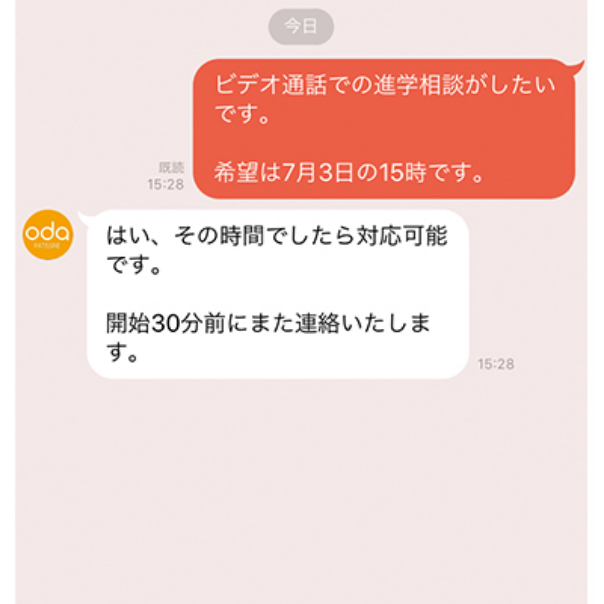 今日
ビデオ通話での進学相談がしたい
です。
希望は7月3日の15時です。
既読
15:28
oda
はい、その時間でしたら対応可能
です。
開始30分前にまた連絡いたしま
す。
15:28